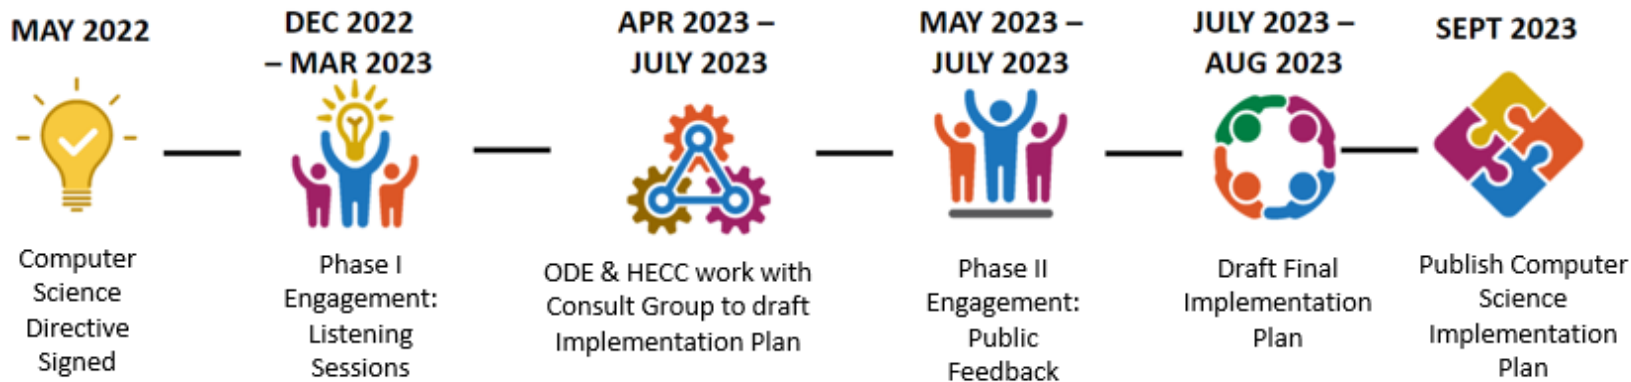 MAY 2022
Computer
Science
Directive
Signed
DEC 2022
– MAR 2023
Phase I
Engagement:
Listening
Sessions
APR 2023 –
JULY 2023
ODE & HECC work with
Consult Group to draft
Implementation Plan
MAY 2023 –
JULY 2023
Phase II
Engagement:
Public
Feedback
JULY 2023 –
AUG 2023
Draft Final
Implementation
Plan
SEPT 2023
Publish Computer
Science
Implementation
Plan